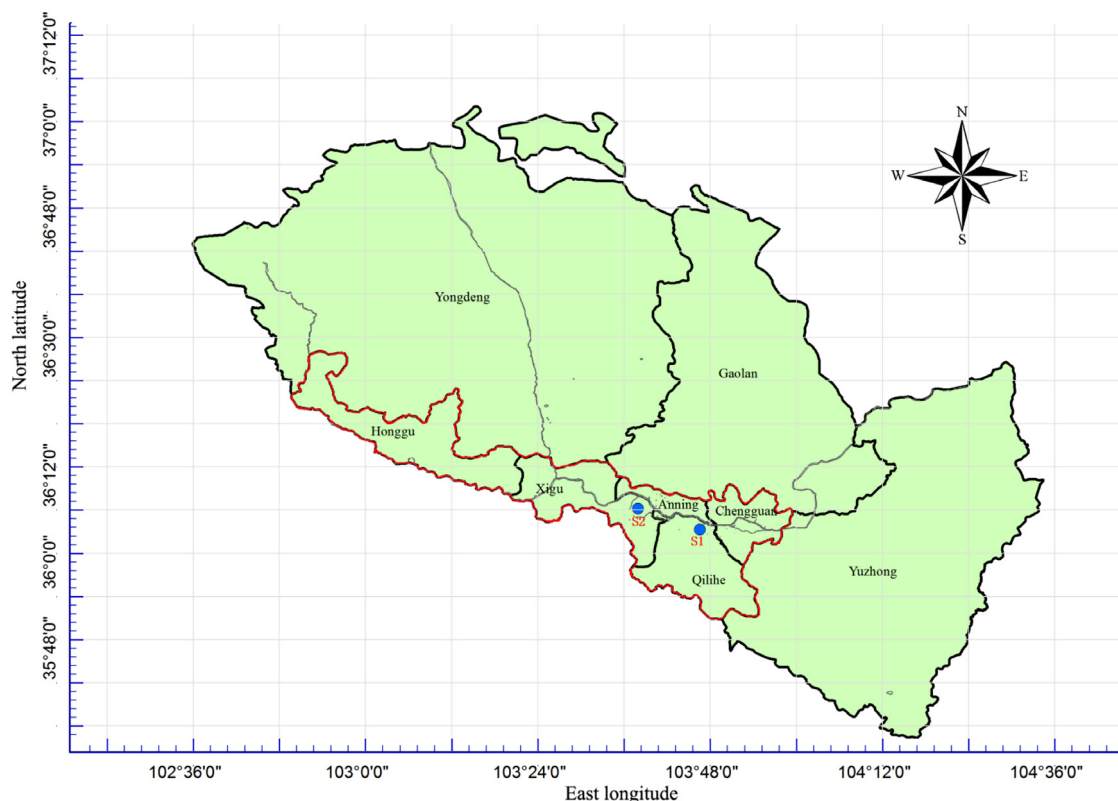 37°12'0"
37°0'0"
36°48'0"
36°30'0"
36°12'0"
36°0'0"
35°48'0"
North latitude
N
W
E
S
Yongdeng
Gaolan
Honggu
Xigu
Anning
Chengguan
S2
S1
Qilihe
Yuzhong
102°36'0"
103°0'0"
103°24'0"
103°48'0"
104°12'0"
104°36'0"
East longitude